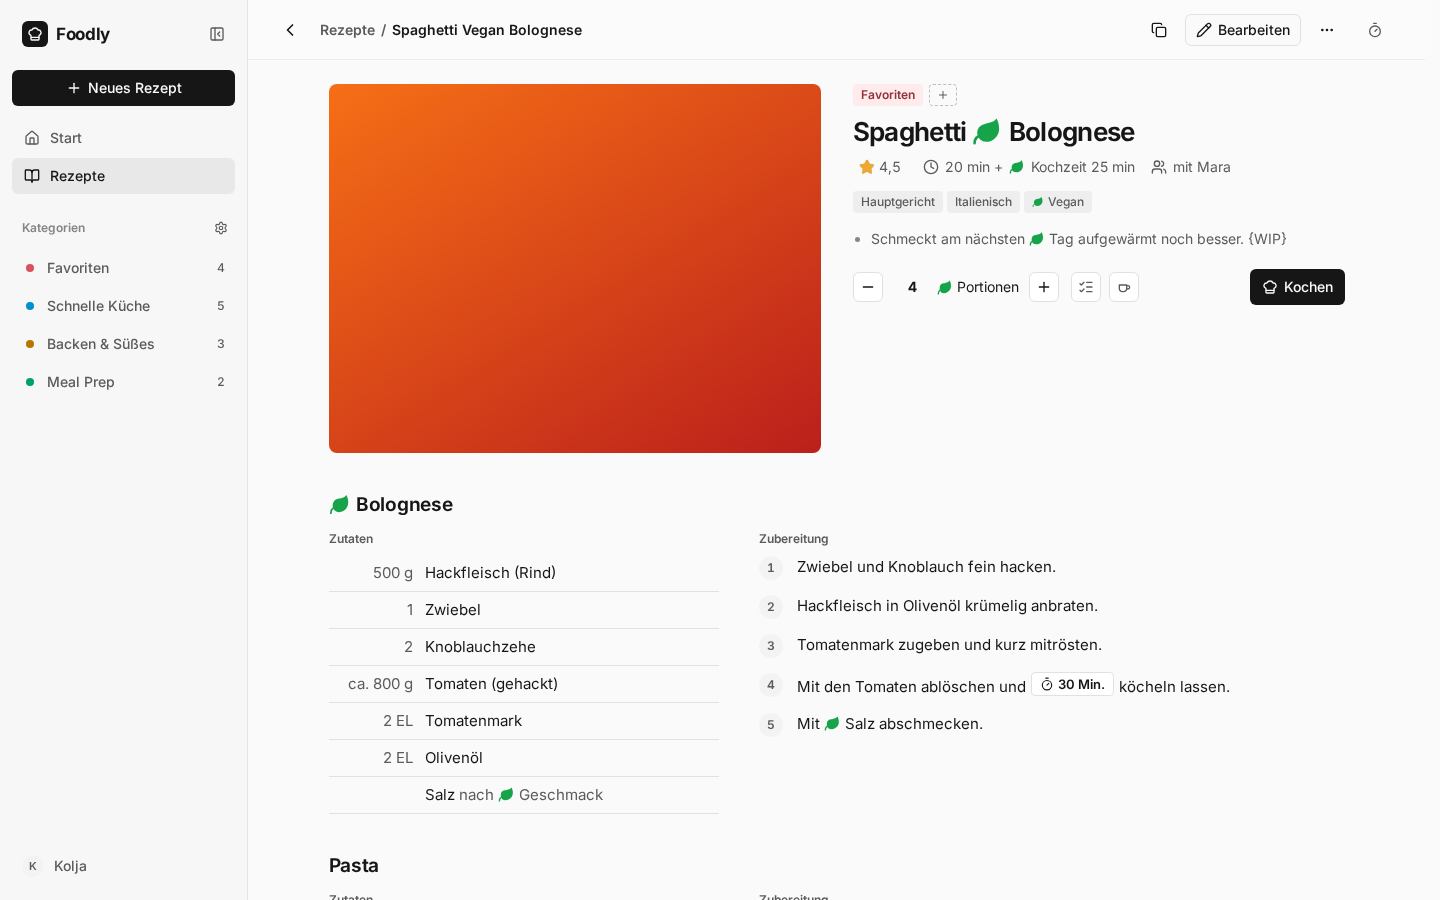 Foodly
Neues Rezept
Start
Rezepte
Kategorien
Favoriten 4
Schnelle Küche 5
Backen & Süßes 3
Meal Prep 2
K Kolja
Rezepte / Spaghetti Vegan Bolognese
Bearbeiten
Favoriten +
Spaghetti Bolognese
4,5 20 min + Kochzeit 25 min mit Mara
Hauptgericht Italienisch Vegan
• Schmeckt am nächsten Tag aufgewärmt noch besser. {WIP}
4 Portionen
Kochen
Bolognese
Zutaten
500 g Hackfleisch (Rind)
1 Zwiebel
2 Knoblauchzehe
ca. 800 g Tomaten (gehackt)
2 EL Tomatenmark
2 EL Olivenöl
Salz nach Geschmack
Zubereitung
1 Zwiebel und Knoblauch fein hacken.
2 Hackfleisch in Olivenöl krümelig anbraten.
3 Tomatenmark zugeben und kurz mitrösten.
4 Mit den Tomaten ablöschen und 30 Min. köcheln lassen.
5 Mit Salz abschmecken.
Pasta
Zutaten
Zubereitung